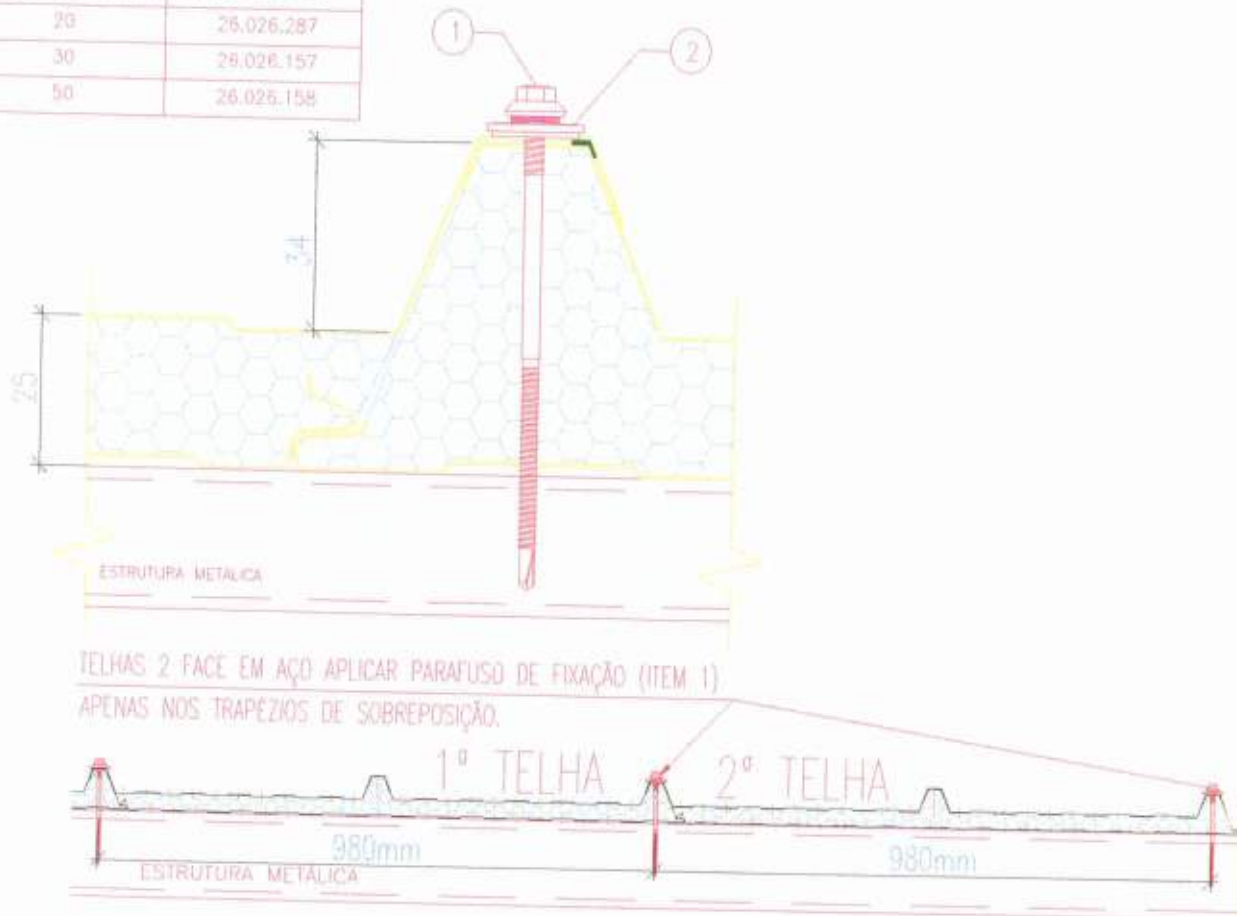 20 26.026.287
30 26.026.157
50 26.026.158
1
2
34
25
ESTRUTURA METÁLICA
TELHAS 2 FACE EM AÇO APLICAR PARAFUSO DE FIXAÇÃO (ITEM 1)
APENAS NOS TRAPÉZIOS DE SOBREPOSIÇÃO.
1ª TELHA 2ª TELHA
980mm 980mm
ESTRUTURA METÁLICA